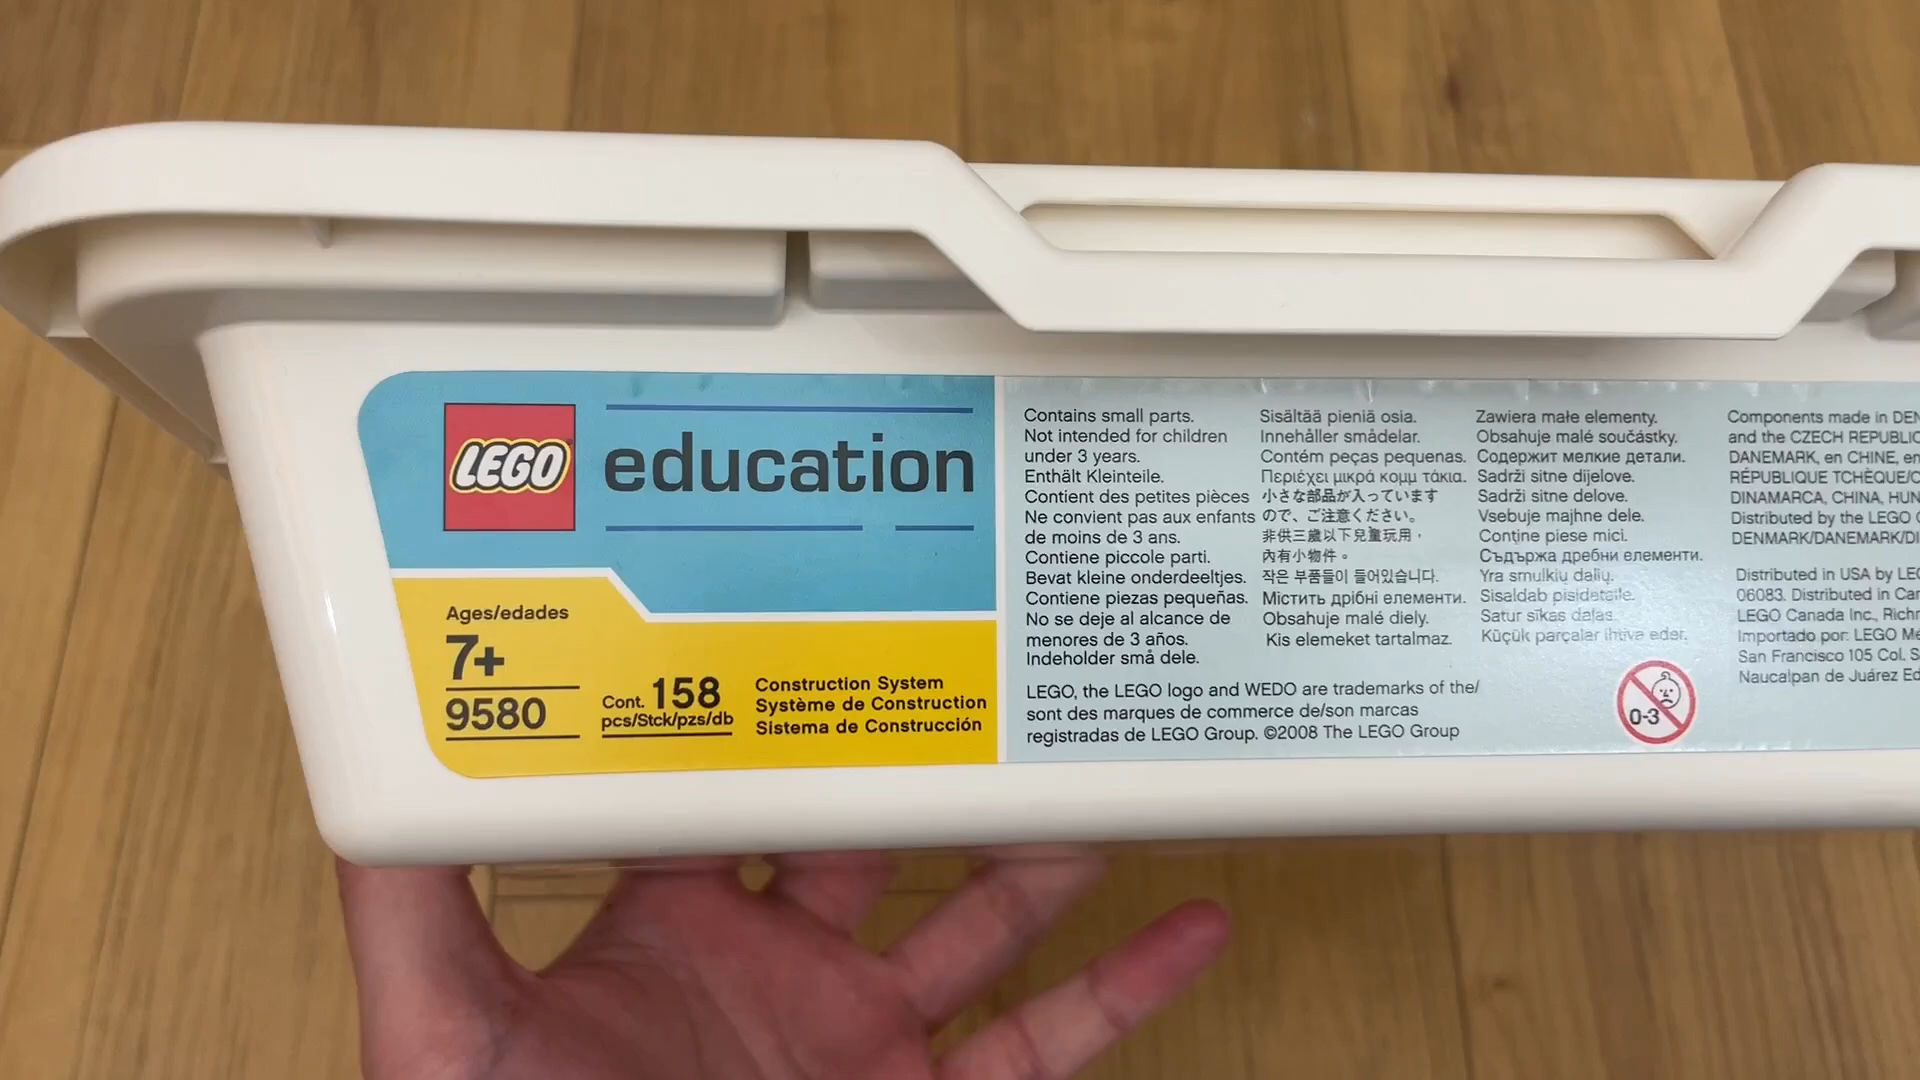 LEGO®
education
Ages/edades
7+
9580
Cont. 158
pcs/Stck/pzs/db
Construction System
Système de Construction
Sistema de Construcción
Contains small parts.
Not intended for children
under 3 years.
Enthält Kleinteile.
Contient des petites pièces
Ne convient pas aux enfants
de moins de 3 ans.
Contiene piccole parti.
Bevat kleine onderdeeltjes.
Contiene piezas pequeñas.
No se deje al alcance de
menores de 3 años.
Indeholder små dele.
Sisältää pieniä osia.
Innehåller smådelar.
Contém peças pequenas.
Περιέχει μικρά κομμ τάκια.
小さな部品が入っています
ので、ご注意ください。
非供三歲以下兒童玩用，
內有小物件。
작은 부품들이 들어있습니다.
Містить дрібні елементи.
Obsahuje malé diely.
Kis elemeket tartalmaz.
Zawiera małe elementy.
Obsahuje malé součástky.
Содержит мелкие детали.
Sadrži sitne dijelove.
Sadrži sitne delove.
Vsebuje majhne dele.
Conţine piese mici.
Съдържа дребни елементи.
Yra smulkių dalių.
Sisaldab pisidetaile.
Satur sīkas daļas.
Küçük parçalar ihtiva eder.
LEGO, the LEGO logo and WEDO are trademarks of the/
sont des marques de commerce de/son marcas
registradas de LEGO Group. ©2008 The LEGO Group
0-3
Components made in DEN
and the CZECH REPUBLIC
DANEMARK, en CHINE, en
RÉPUBLIQUE TCHÈQUE/C
DINAMARCA, CHINA, HUN
Distributed by the LEGO
DENMARK/DANEMARK/DI
Distributed in USA by LEG
06083. Distributed in Can
LEGO Canada Inc., Richm
Importado por: LEGO Mé
San Francisco 105 Col. S
Naucalpan de Juárez Ed